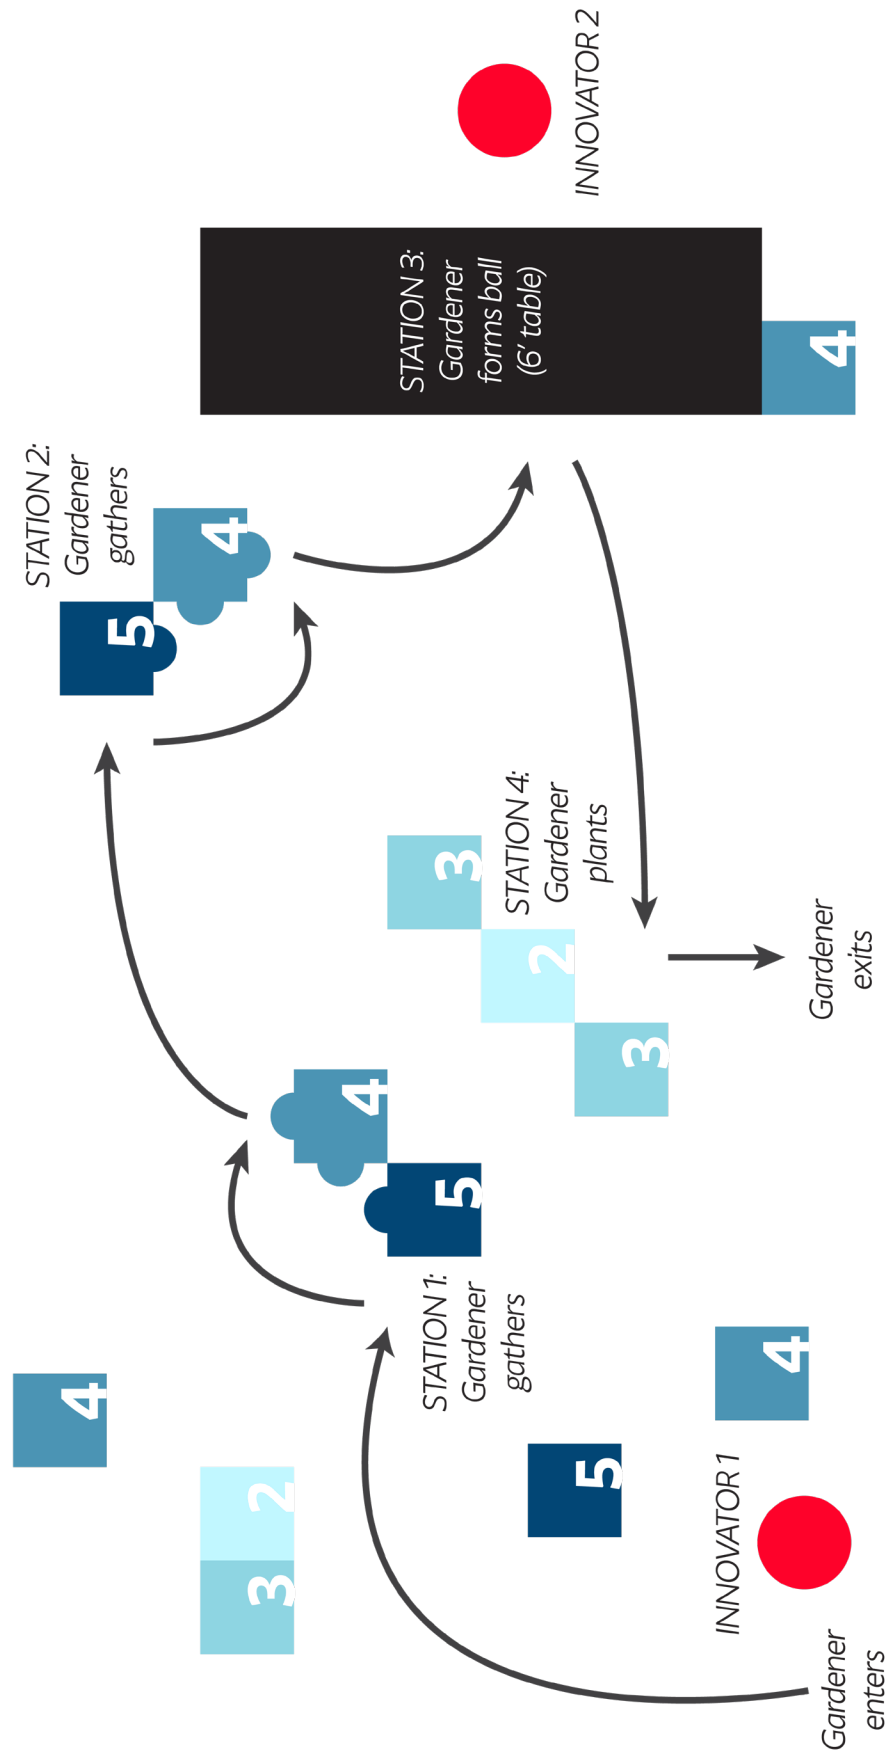 4
STATION 2:
Gardener
gathers
5
4
3
2
4
5
STATION 1:
Gardener
gathers
STATION 3:
Gardener
forms ball
(6’ table)
3
2
3
STATION 4:
Gardener
plants
INNOVATOR 2
5
INNOVATOR 1
4
4
Gardener
enters
Gardener
exits